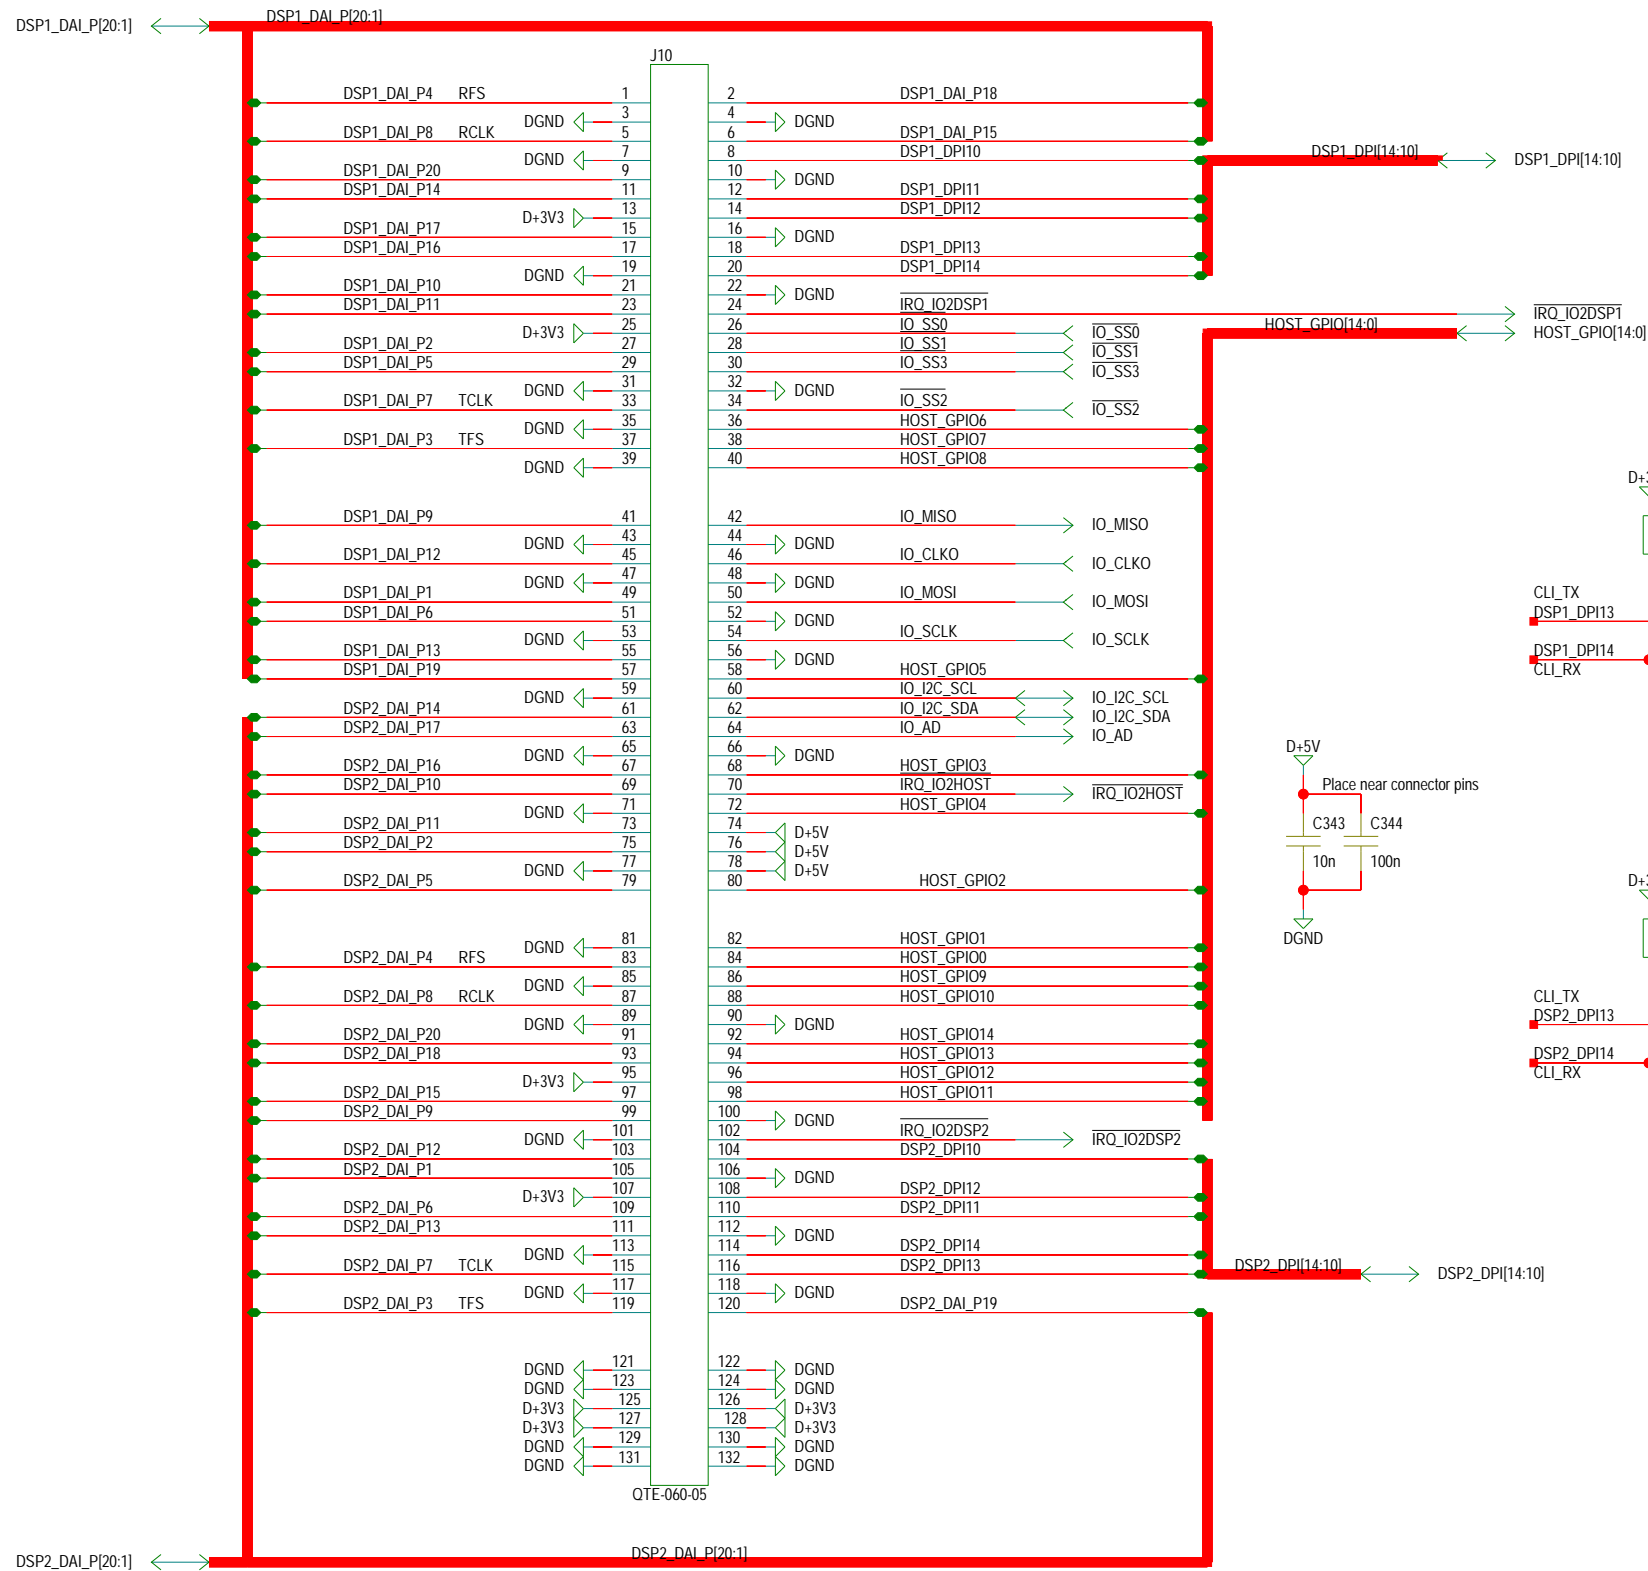 DSP1_DAI_P[20:1] DSP1_DAI_P[20:1]
J10
DSP1_DAI_P4 RFS 1 2 DSP1_DAI_P18
DGND 3 4 DGND
DSP1_DAI_P8 RCLK 5 6 DSP1_DAI_P15
DGND 7 8 DSP1_DPI10 DSP1_DPI[14:10] DSP1_DPI[14:10]
DSP1_DAI_P20 9 10 DGND
DSP1_DAI_P14 11 12 DSP1_DPI11
D+3V3 13 14 DSP1_DPI12
DSP1_DAI_P17 15 16 DGND
DSP1_DAI_P16 17 18 DSP1_DPI13
DGND 19 20 DSP1_DPI14
DSP1_DAI_P10 21 22 DGND
DSP1_DAI_P11 23 24 IRQ_IO2DSP1 IRQ_IO2DSP1
D+3V3 25 26 IO_SS0 IO_SS0 HOST_GPIO[14:0] HOST_GPIO[14:0]
DSP1_DAI_P2 27 28 IO_SS1 IO_SS1
DSP1_DAI_P5 29 30 IO_SS3 IO_SS3
DGND 31 32 DGND
DSP1_DAI_P7 TCLK 33 34 IO_SS2 IO_SS2
DGND 35 36 HOST_GPIO6
DSP1_DAI_P3 TFS 37 38 HOST_GPIO7
DGND 39 40 HOST_GPIO8
DSP1_DAI_P9 41 42 IO_MISO IO_MISO
DGND 43 44 DGND
DSP1_DAI_P12 45 46 IO_CLKO IO_CLKO
DGND 47 48 DGND
DSP1_DAI_P1 49 50 IO_MOSI IO_MOSI
DSP1_DAI_P6 51 52 DGND
DGND 53 54 IO_SCLK IO_SCLK
DSP1_DAI_P13 55 56 DGND
DSP1_DAI_P19 57 58 HOST_GPIO5
DGND 59 60 IO_I2C_SCL IO_I2C_SCL
DSP2_DAI_P14 61 62 IO_I2C_SDA IO_I2C_SDA
DSP2_DAI_P17 63 64 IO_AD IO_AD
DGND 65 66 DGND
DSP2_DAI_P16 67 68 HOST_GPIO3
DSP2_DAI_P10 69 70 IRQ_IO2HOST IRQ_IO2HOST
DGND 71 72 HOST_GPIO4
DSP2_DAI_P11 73 74 D+5V
DSP2_DAI_P2 75 76 D+5V
DGND 77 78 D+5V
DSP2_DAI_P5 79 80 HOST_GPIO2
DGND 81 82 HOST_GPIO1
DSP2_DAI_P4 RFS 83 84 HOST_GPIO0
DGND 85 86 HOST_GPIO9
DSP2_DAI_P8 RCLK 87 88 HOST_GPIO10
DGND 89 90 DGND
DSP2_DAI_P20 91 92 HOST_GPIO14
DSP2_DAI_P18 93 94 HOST_GPIO13
D+3V3 95 96 HOST_GPIO12
DSP2_DAI_P15 97 98 HOST_GPIO11
DSP2_DAI_P9 99 100 DGND
DGND 101 102 IRQ_IO2DSP2 IRQ_IO2DSP2
DSP2_DAI_P12 103 104 DSP2_DPI10
DSP2_DAI_P1 105 106 DGND
D+3V3 107 108 DSP2_DPI12
DSP2_DAI_P6 109 110 DSP2_DPI11
DSP2_DAI_P13 111 112 DGND
DGND 113 114 DSP2_DPI14
DSP2_DAI_P7 TCLK 115 116 DSP2_DPI13 DSP2_DPI[14:10] DSP2_DPI[14:10]
DGND 117 118 DGND
DSP2_DAI_P3 TFS 119 120 DSP2_DAI_P19
DGND 121 122 DGND
DGND 123 124 DGND
D+3V3 125 126 D+3V3
D+3V3 127 128 D+3V3
DGND 129 130 DGND
DGND 131 132 DGND
QTE-060-05
DSP2_DAI_P[20:1] DSP2_DAI_P[20:1]
CLI_TX
DSP1_DPI13
DSP1_DPI14
CLI_RX
D+5V
Place near connector pins
C343 C344
10n 100n
DGND
CLI_TX
DSP2_DPI13
DSP2_DPI14
CLI_RX